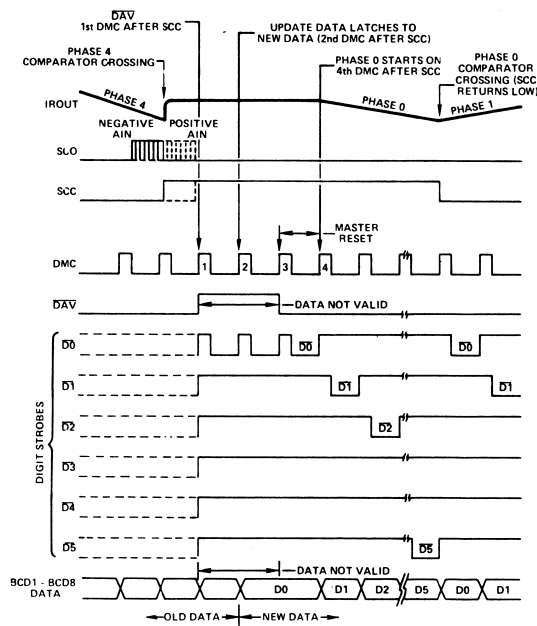 DAV
1st DMC AFTER SCC
UPDATE DATA LATCHES TO
NEW DATA (2nd DMC AFTER SCC)
PHASE 4
COMPARATOR CROSSING
PHASE 0 STARTS ON
4th DMC AFTER SCC
PHASE 0
COMPARATOR
CROSSING (SCC
RETURNS LOW)
IROUT
PHASE 4
PHASE 0
PHASE 1
NEGATIVE
AIN
POSITIVE
AIN
SCO
SCC
MASTER
RESET
DMC
1
2
3
4
DAV
DATA NOT VALID
D0
D0
D0
D1
D1
D1
D2
D2
D3
D4
D5
D5
DIGIT STROBES
DATA NOT VALID
BCD1 - BCD8
DATA
D0
D1
D2
D5
D0
D1
OLD DATA
NEW DATA